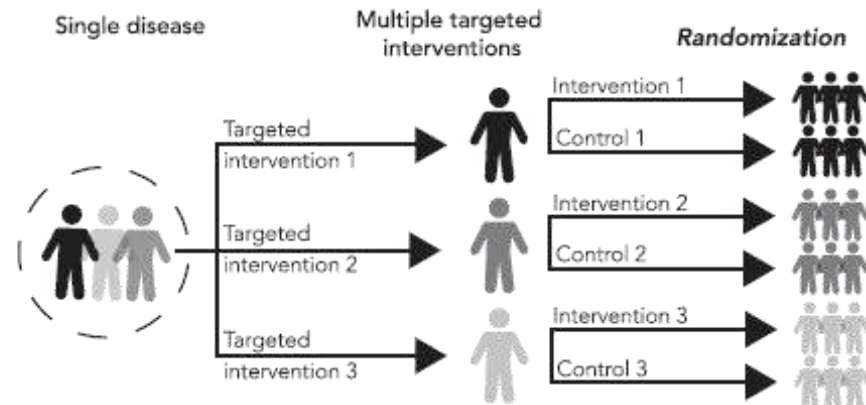 Single disease
Multiple targeted
interventions
Randomization
Targeted
intervention 1
Intervention 1
Control 1
Targeted
intervention 2
Intervention 2
Control 2
Targeted
intervention 3
Intervention 3
Control 3